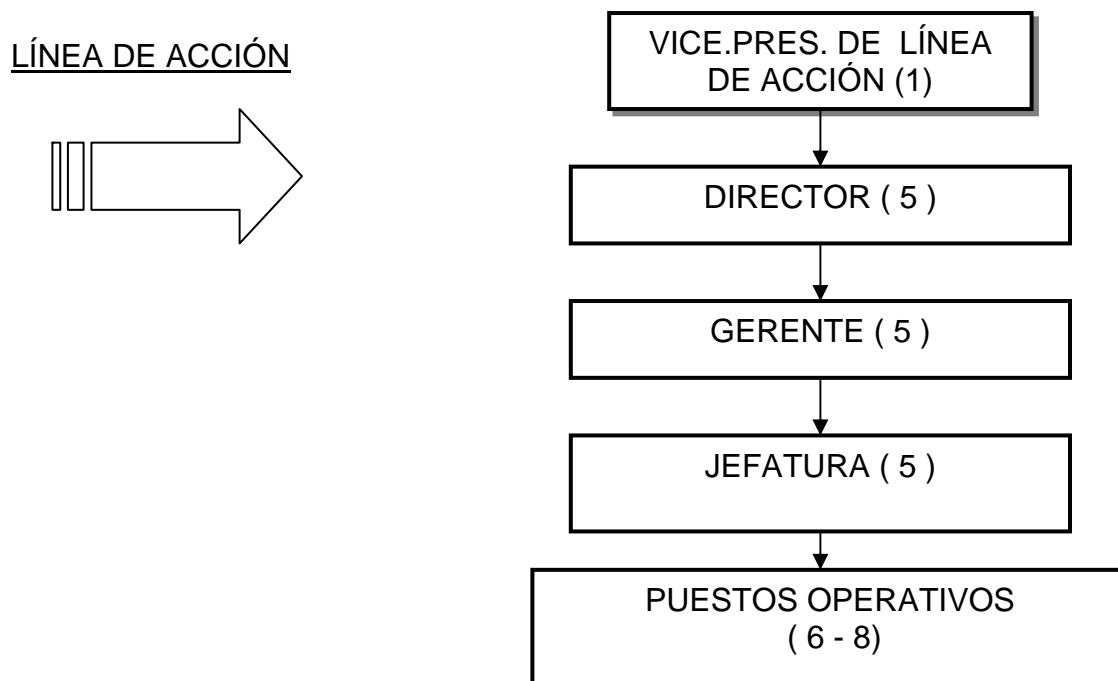 LÍNEA DE ACCIÓN
VICE.PRES. DE LÍNEA
DE ACCIÓN (1)
DIRECTOR ( 5 )
GERENTE ( 5 )
JEFATURA ( 5 )
PUESTOS OPERATIVOS
( 6 - 8)